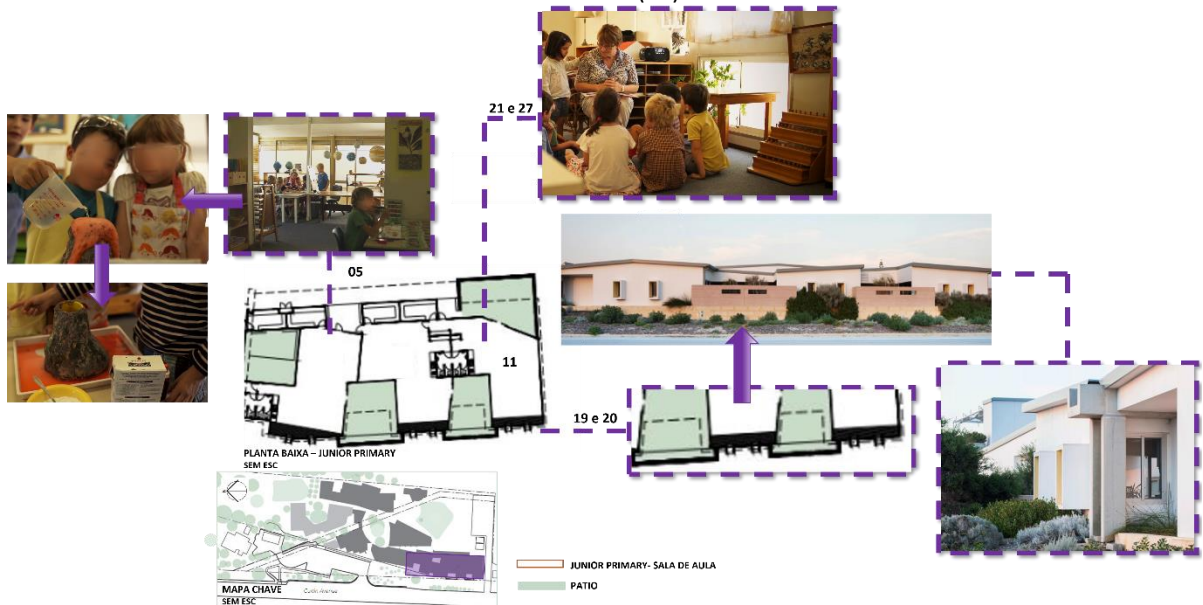 21 e 27
05
11
19 e 20
PLANTA BAIXA – JUNIOR PRIMARY
SEM ESC
MAPA CHAVE
SEM ESC
JUNIOR PRIMARY- SALA DE AULA
PATIO